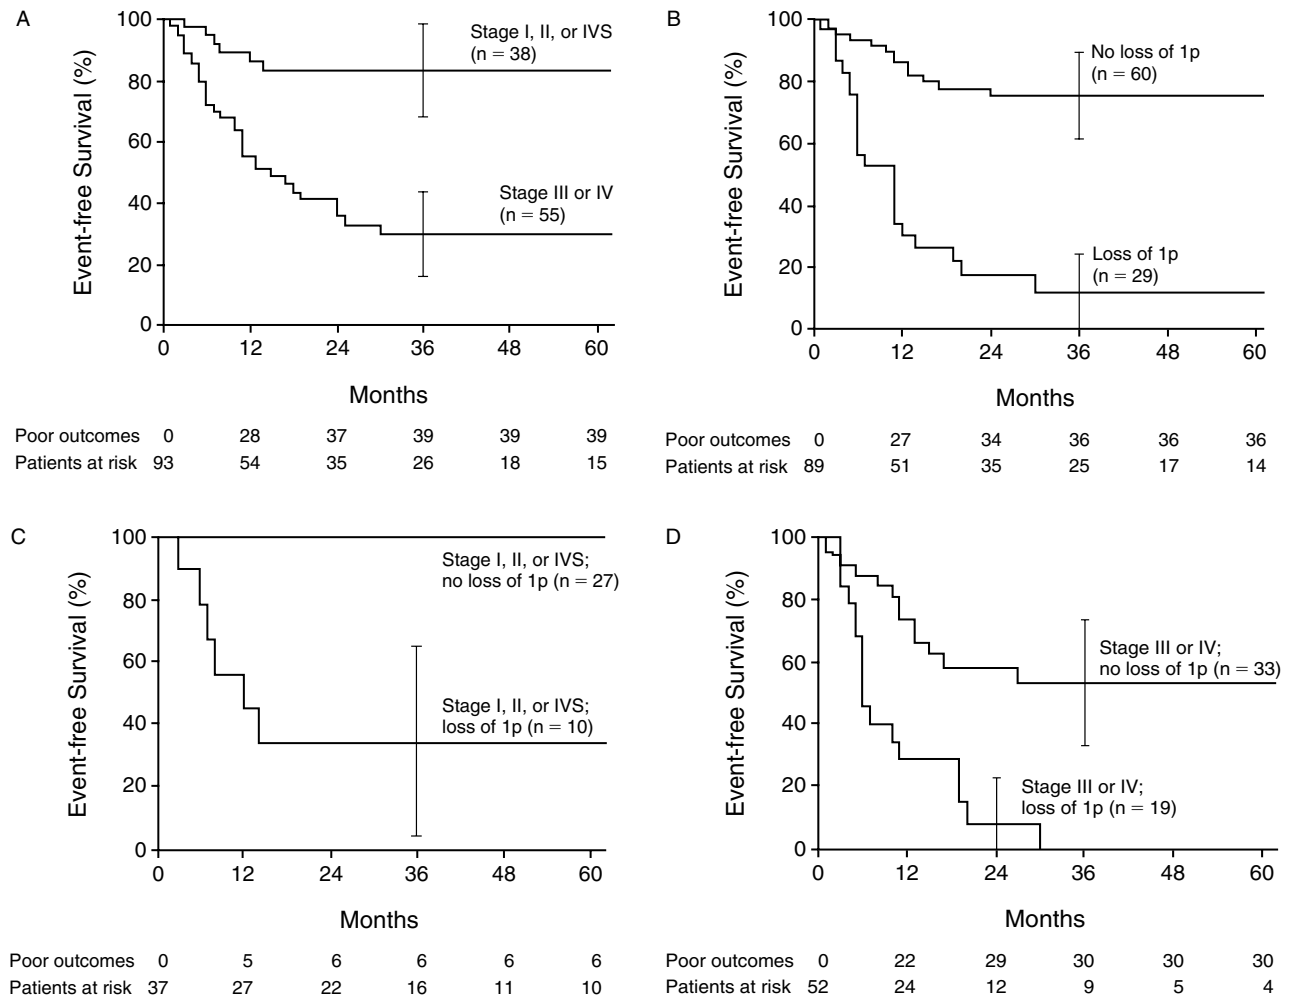 A
Event-free Survival (%)
100
80
60
40
20
0
Stage I, II, or IVS
(n = 38)
Stage III or IV
(n = 55)
0 12 24 36 48 60
Months
Poor outcomes 0 28 37 39 39 39
Patients at risk 93 54 35 26 18 15
B
Event-free Survival (%)
100
80
60
40
20
0
No loss of 1p
(n = 60)
Loss of 1p
(n = 29)
0 12 24 36 48 60
Months
Poor outcomes 0 27 34 36 36 36
Patients at risk 89 51 35 25 17 14
C
Event-free Survival (%)
100
80
60
40
20
0
Stage I, II, or IVS;
no loss of 1p (n = 27)
Stage I, II, or IVS;
loss of 1p (n = 10)
0 12 24 36 48 60
Months
Poor outcomes 0 5 6 6 6 6
Patients at risk 37 27 22 16 11 10
D
Event-free Survival (%)
100
80
60
40
20
0
Stage III or IV;
no loss of 1p (n = 33)
Stage III or IV;
loss of 1p (n = 19)
0 12 24 36 48 60
Months
Poor outcomes 0 22 29 30 30 30
Patients at risk 52 24 12 9 5 4